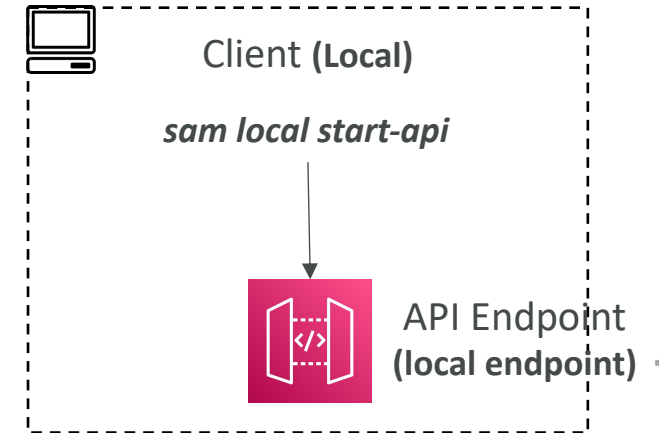 Client (Local)
sam local start-api
</>
API Endpoint
(local endpoint)